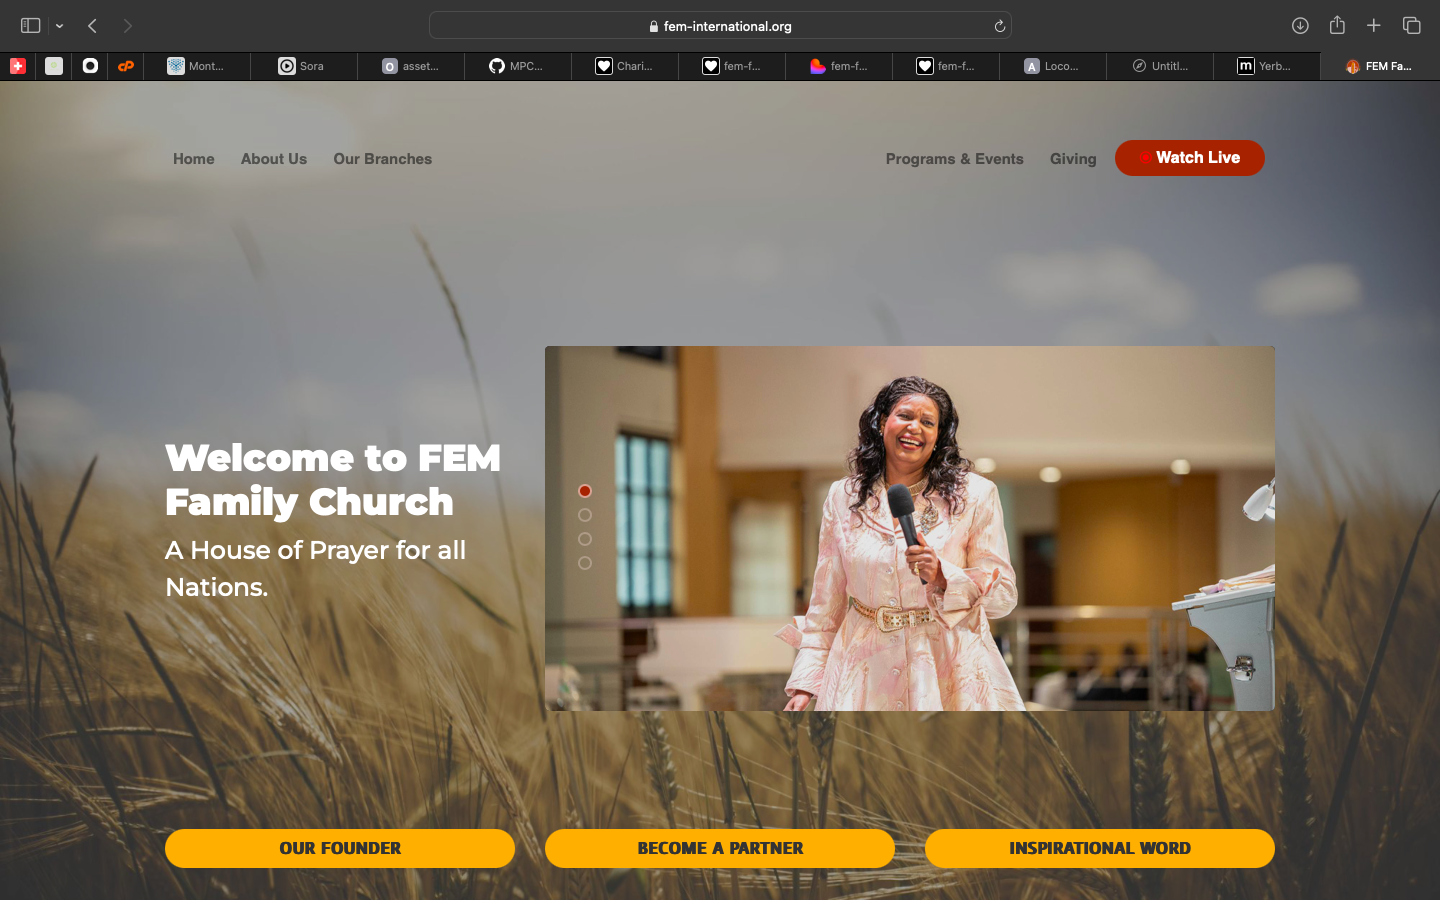 fem-international.org
Mont...
Sora
asset...
MPC...
Chari...
fem-f...
fem-f...
fem-f...
Loco...
Untitl...
Yerb...
FEM Fa...
Home About Us Our Branches
Programs & Events Giving Watch Live
Welcome to FEM
Family Church
A House of Prayer for all
Nations.
OUR FOUNDER
BECOME A PARTNER
INSPIRATIONAL WORD